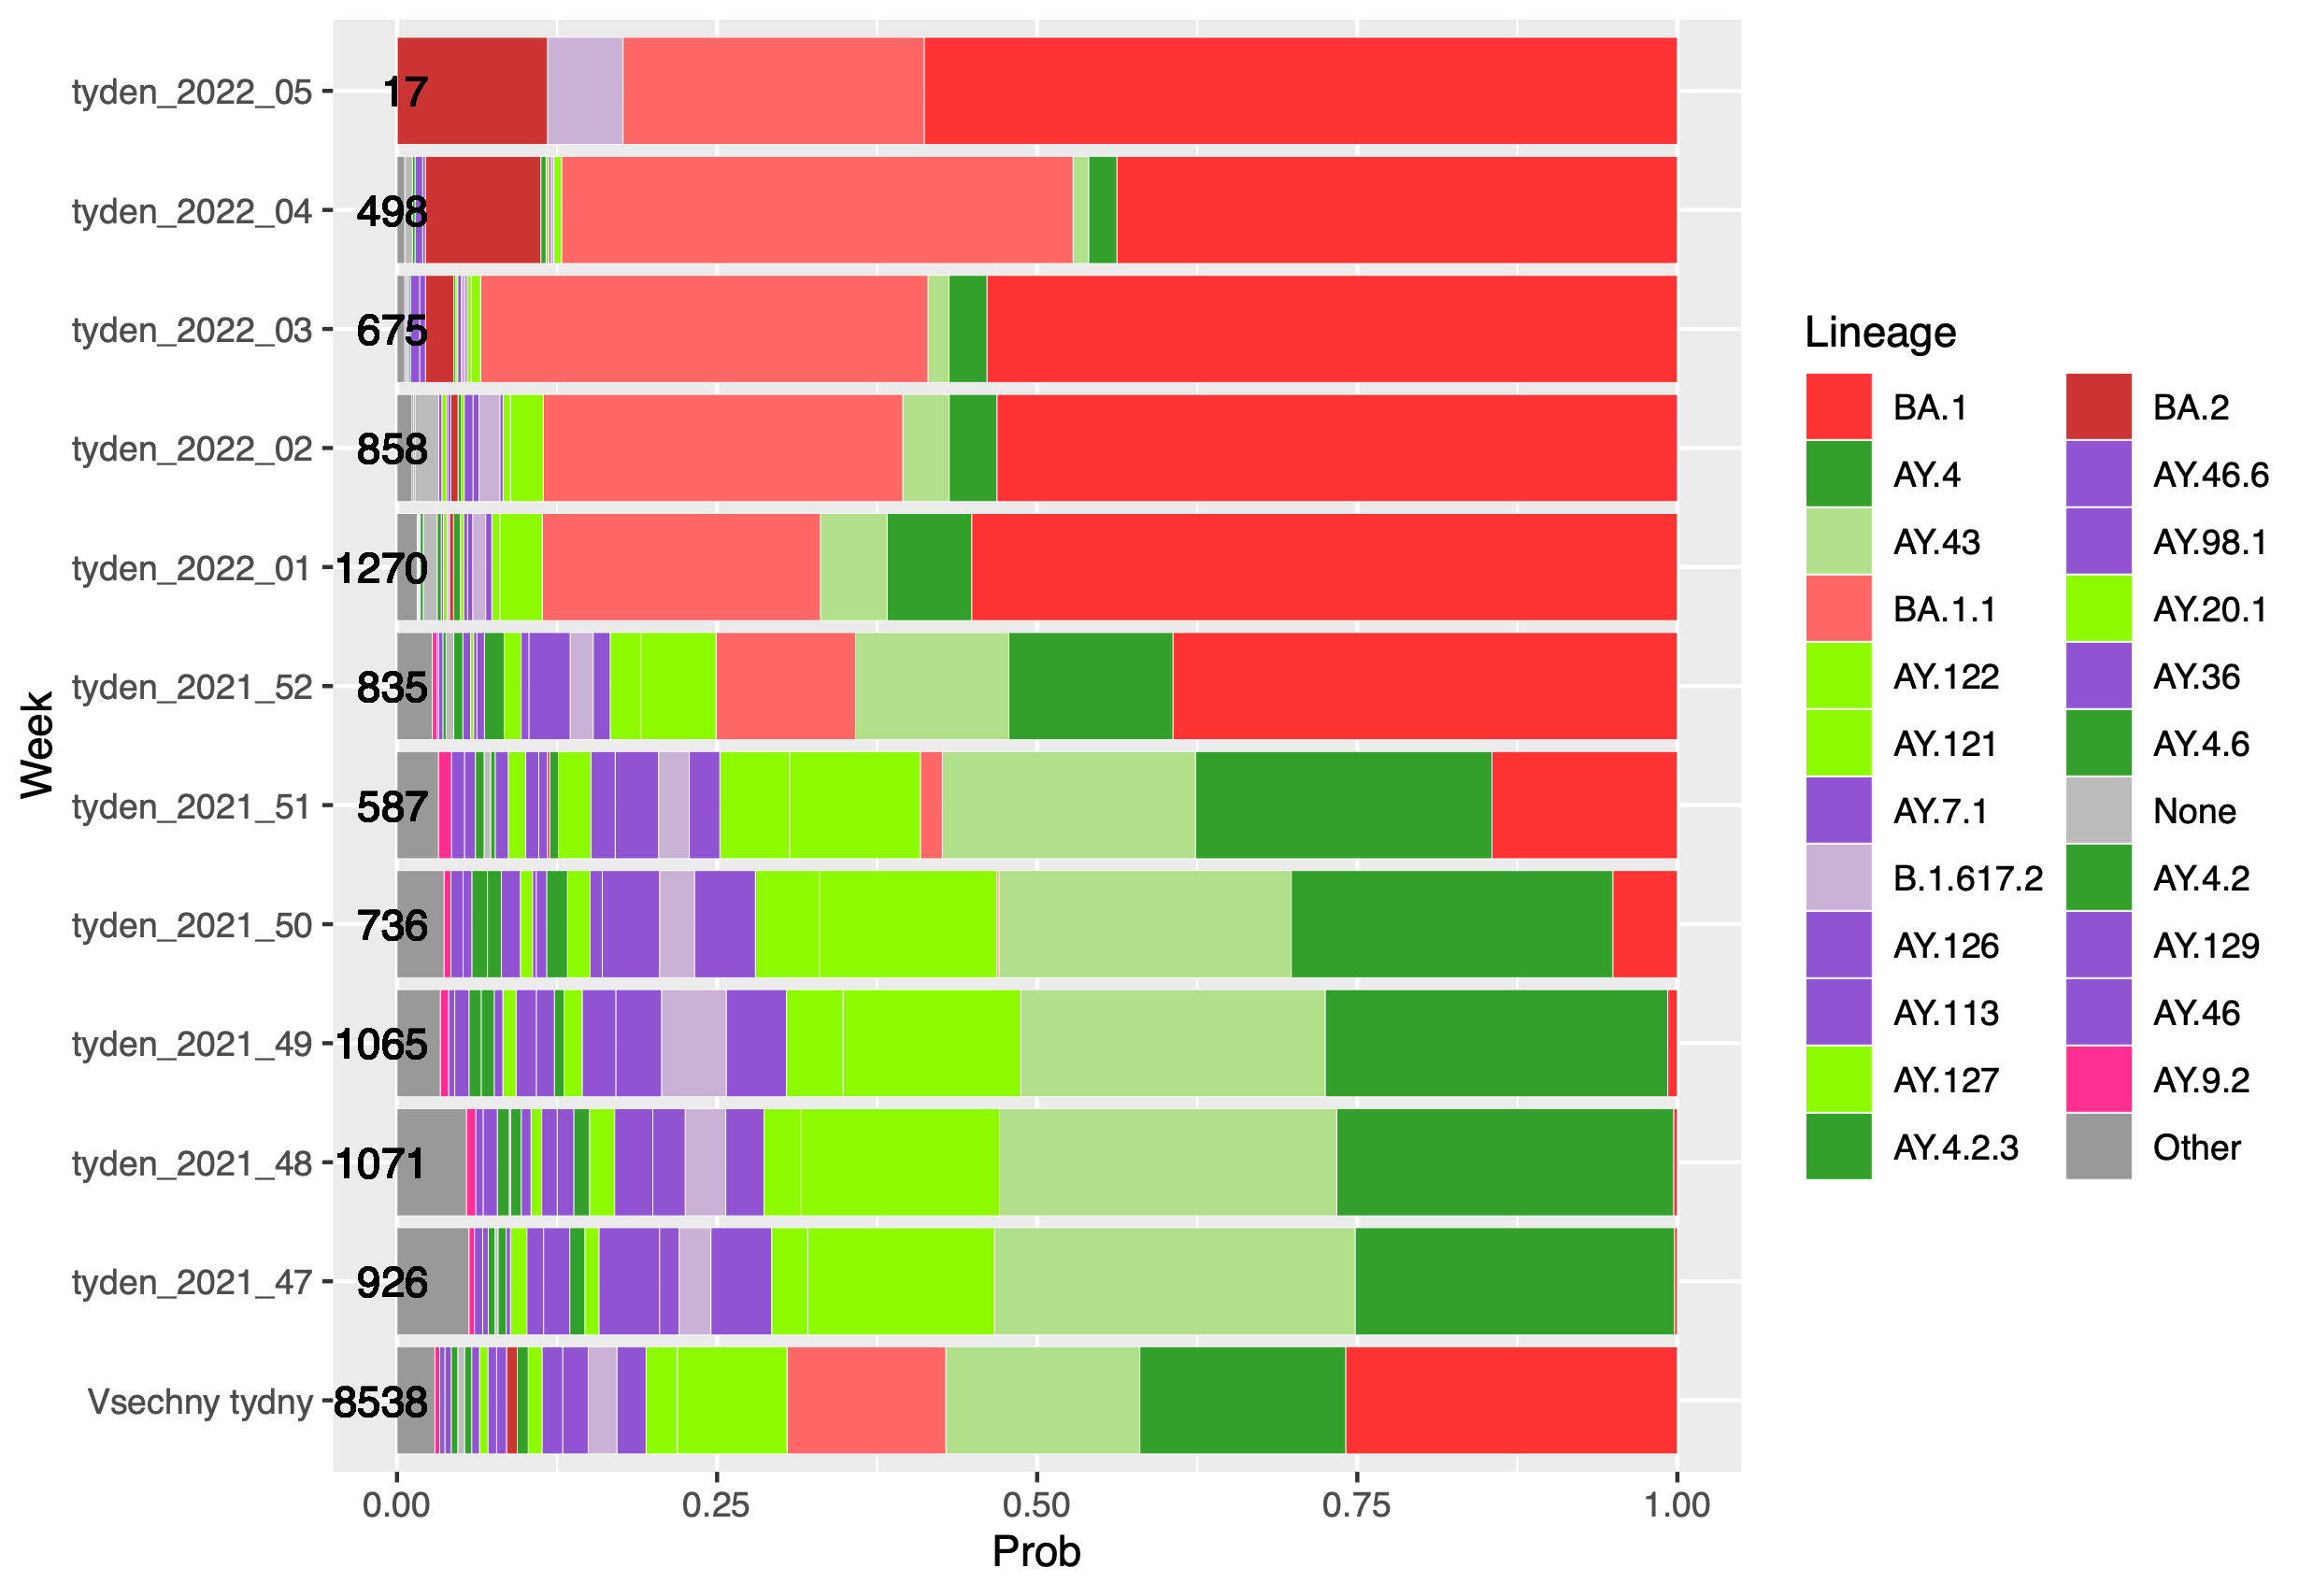 tyden_2022_05
17
tyden_2022_04
498
tyden_2022_03
675
tyden_2022_02
858
tyden_2022_01
1270
tyden_2021_52
835
tyden_2021_51
587
tyden_2021_50
736
tyden_2021_49
1065
tyden_2021_48
1071
tyden_2021_47
926
Vsechny tydny
8538
Week
0.00
0.25
0.50
0.75
1.00
Prob
Lineage
BA.1
AY.4
AY.43
BA.1.1
AY.122
AY.121
AY.7.1
B.1.617.2
AY.126
AY.113
AY.127
AY.4.2.3
BA.2
AY.46.6
AY.98.1
AY.20.1
AY.36
AY.4.6
None
AY.4.2
AY.129
AY.46
AY.9.2
Other